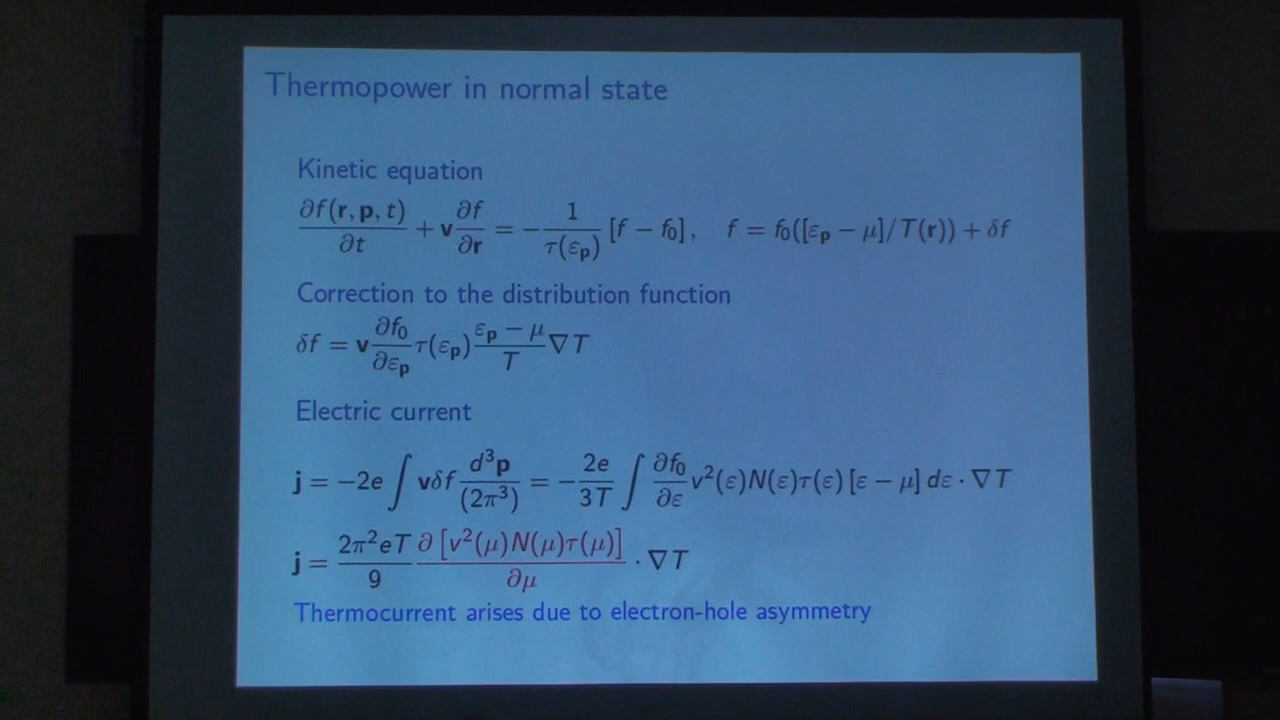 Thermopower in normal state
Kinetic equation
∂f(r, p, t)/∂t + v ∂f/∂r = − 1/τ(ε_p) [f − f₀], f = f₀([ε_p − μ]/T(r)) + δf
Correction to the distribution function
δf = v ∂f₀/∂ε_p τ(ε_p) (ε_p − μ)/T ∇T
Electric current
j = −2e ∫ vδf d³p/(2π³) = − 2e/3T ∫ ∂f₀/∂ε v²(ε)N(ε)τ(ε) [ε − μ] dε · ∇T
j = 2π²eT/9 ∂ [v²(μ)N(μ)τ(μ)]/∂μ · ∇T
Thermocurrent arises due to electron-hole asymmetry